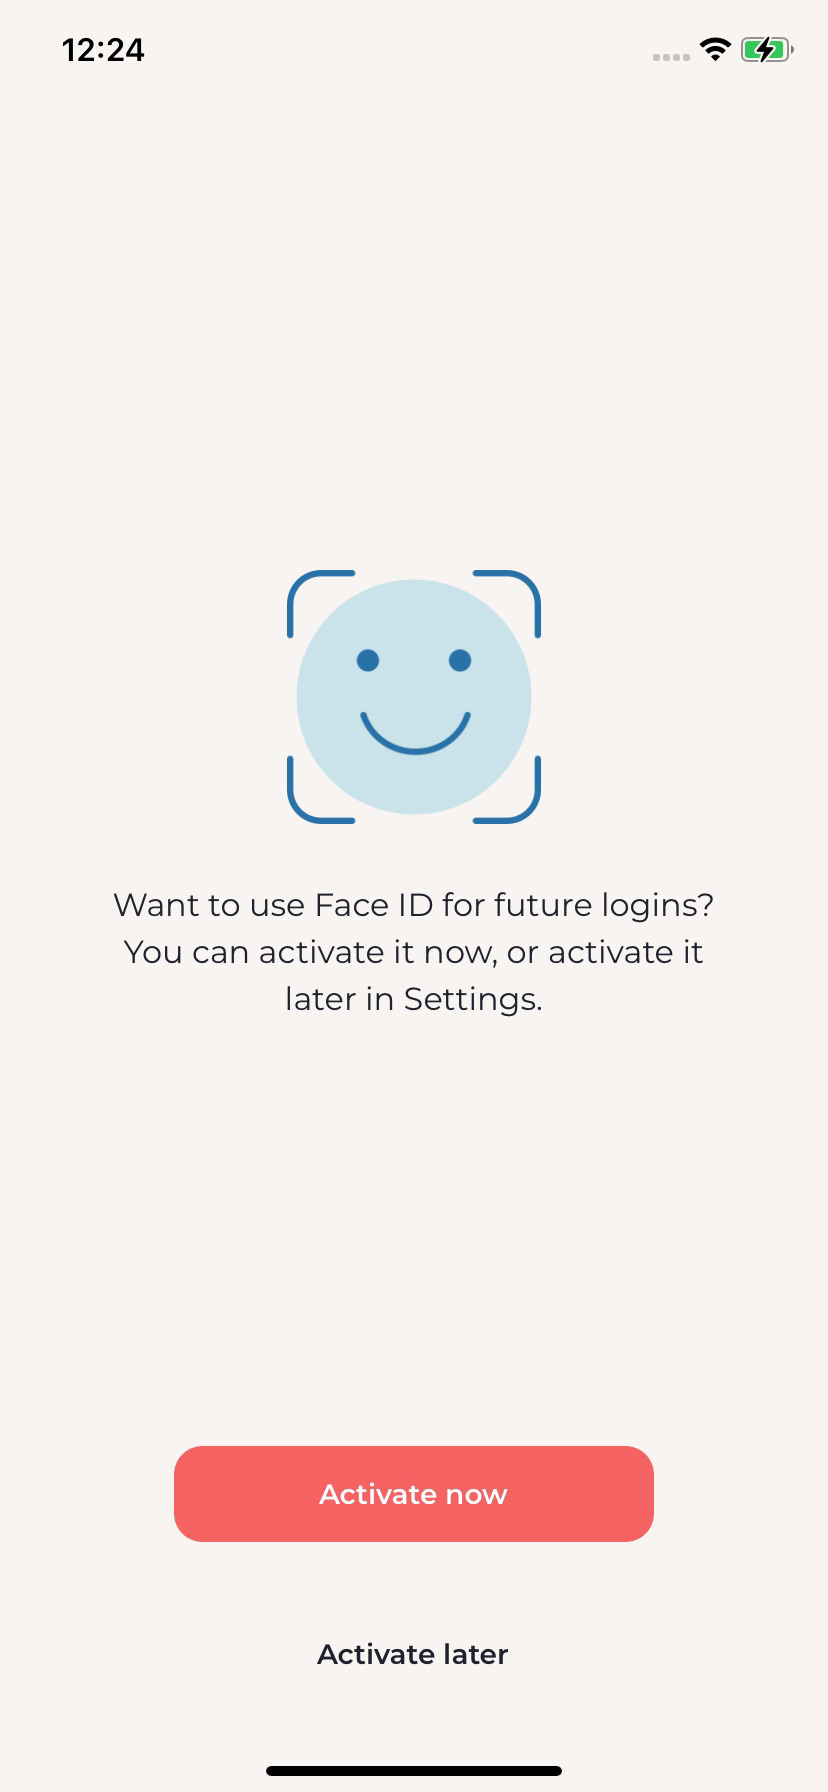 12:24
Want to use Face ID for future logins?
You can activate it now, or activate it
later in Settings.
Activate now
Activate later